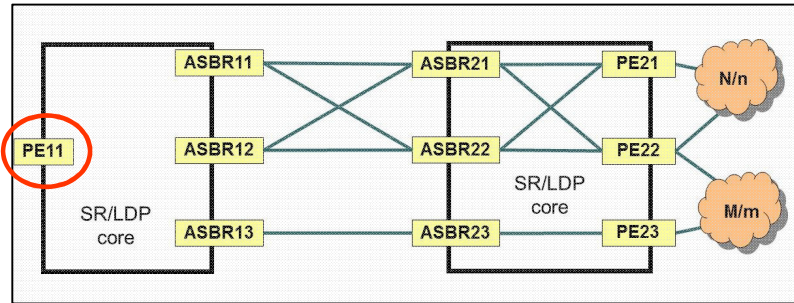 ASBR11
ASBR21
PE21
N/n
PE11
ASBR12
ASBR22
PE22
SR/LDP
core
SR/LDP
core
M/m
ASBR13
ASBR23
PE23